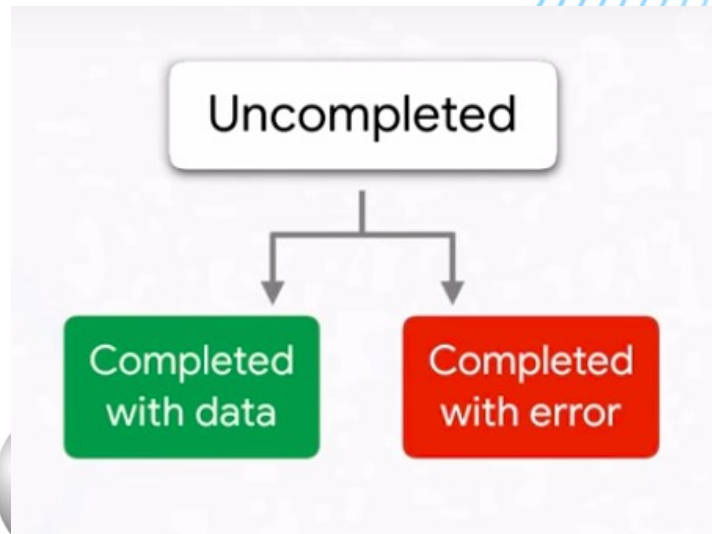 Uncompleted
Completed
with data
Completed
with error